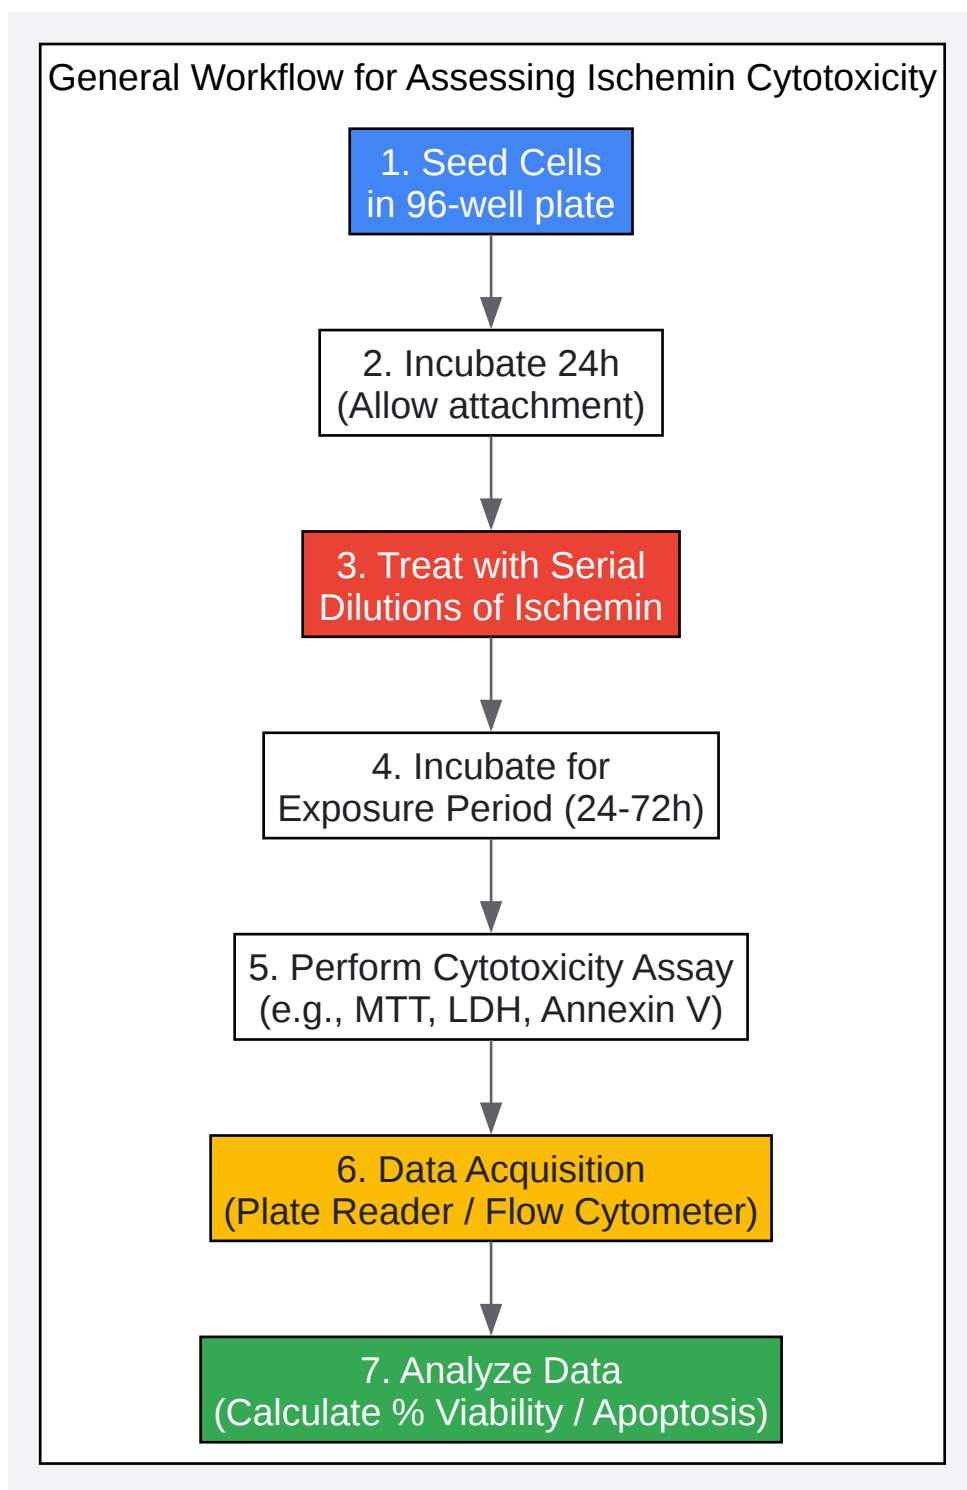 General Workflow for Assessing Ischemin Cytotoxicity
1. Seed Cells
in 96-well plate
2. Incubate 24h
(Allow attachment)
3. Treat with Serial
Dilutions of Ischemin
4. Incubate for
Exposure Period (24-72h)
5. Perform Cytotoxicity Assay
(e.g., MTT, LDH, Annexin V)
6. Data Acquisition
(Plate Reader / Flow Cytometer)
7. Analyze Data
(Calculate % Viability / Apoptosis)